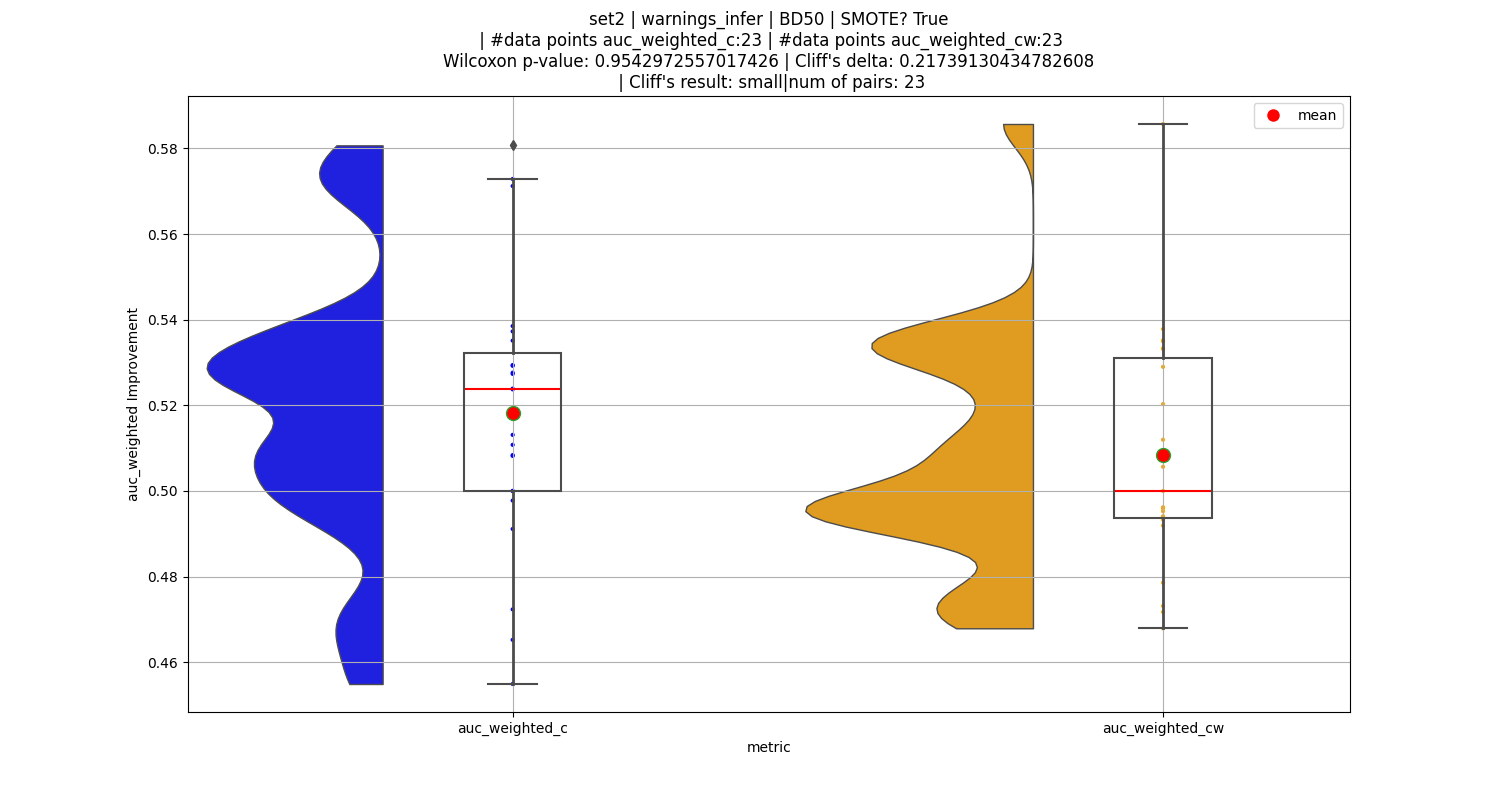 set2 | warnings_infer | BD50 | SMOTE? True
| #data points auc_weighted_c:23 | #data points auc_weighted_cw:23
Wilcoxon p-value: 0.9542972557017426 | Cliff's delta: 0.21739130434782608
| Cliff's result: small|num of pairs: 23
mean
0.58
0.56
0.54
0.52
0.50
0.48
0.46
auc_weighted Improvement
auc_weighted_c
auc_weighted_cw
metric